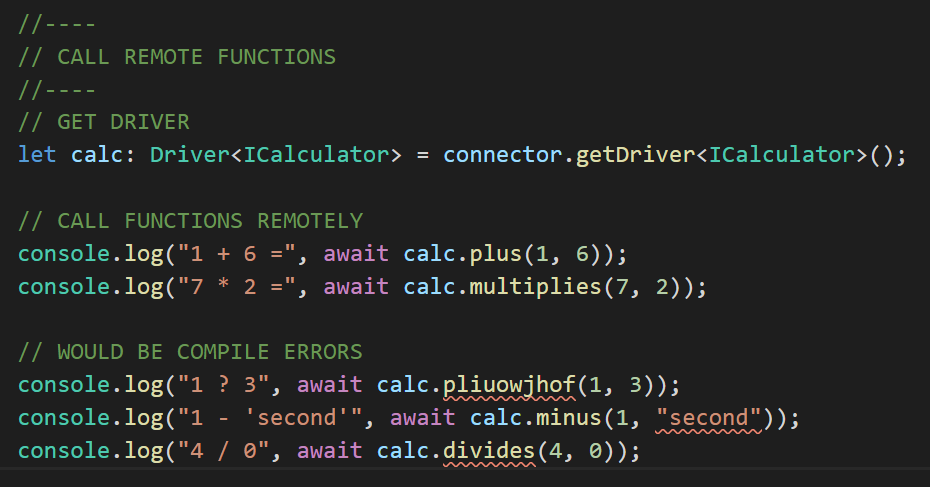 //----
// CALL REMOTE FUNCTIONS
//----
// GET DRIVER
let calc: Driver<ICalculator> = connector.getDriver<ICalculator>();
// CALL FUNCTIONS REMOTELY
console.log("1 + 6 =", await calc.plus(1, 6));
console.log("7 * 2 =", await calc.multiplies(7, 2));
// WOULD BE COMPILE ERRORS
console.log("1 ? 3", await calc.pliuowjhof(1, 3));
console.log("1 - 'second'", await calc.minus(1, "second"));
console.log("4 / 0", await calc.divides(4, 0));